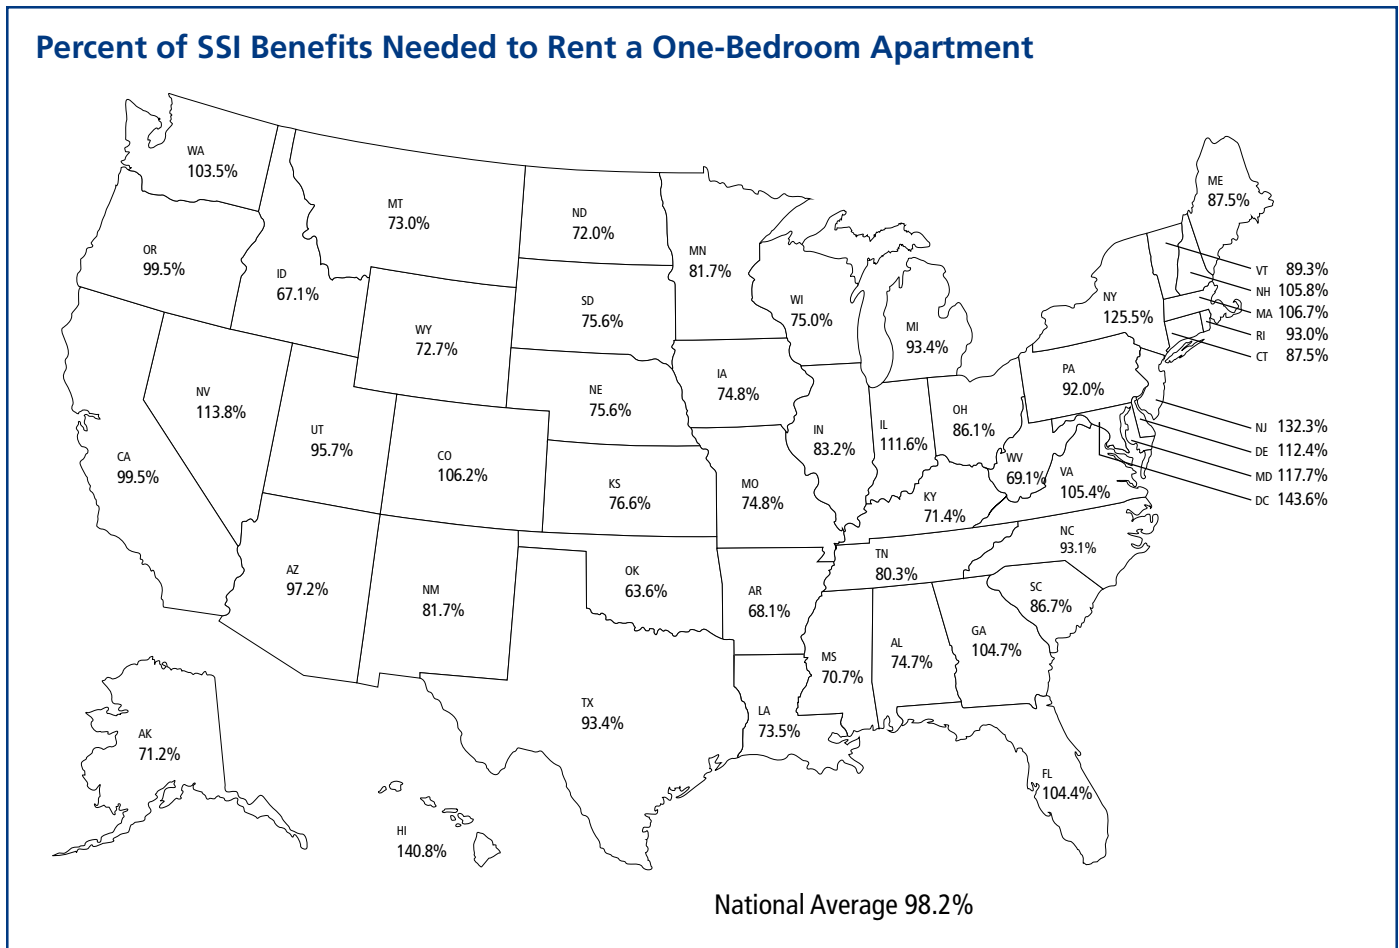 Percent of SSI Benefits Needed to Rent a One-Bedroom Apartment
WA
103.5%
MT
73.0%
ND
72.0%
MN
81.7%
ME
87.5%
OR
99.5%
ID
67.1%
SD
75.6%
WI
75.0%
MI
93.4%
NY
125.5%
VT 89.3%
NH 105.8%
MA 106.7%
RI 93.0%
CT 87.5%
WY
72.7%
NV
113.8%
UT
95.7%
CO
106.2%
NE
75.6%
IA
74.8%
IN
83.2%
IL
111.6%
OH
86.1%
PA
92.0%
NJ 132.3%
DE 112.4%
MD 117.7%
DC 143.6%
CA
99.5%
KS
76.6%
MO
74.8%
KY
71.4%
WV
69.1%
VA
105.4%
AZ
97.2%
NM
81.7%
OK
63.6%
AR
68.1%
TN
80.3%
NC
93.1%
SC
86.7%
TX
93.4%
LA
73.5%
MS
70.7%
AL
74.7%
GA
104.7%
FL
104.4%
AK
71.2%
HI
140.8%
National Average 98.2%